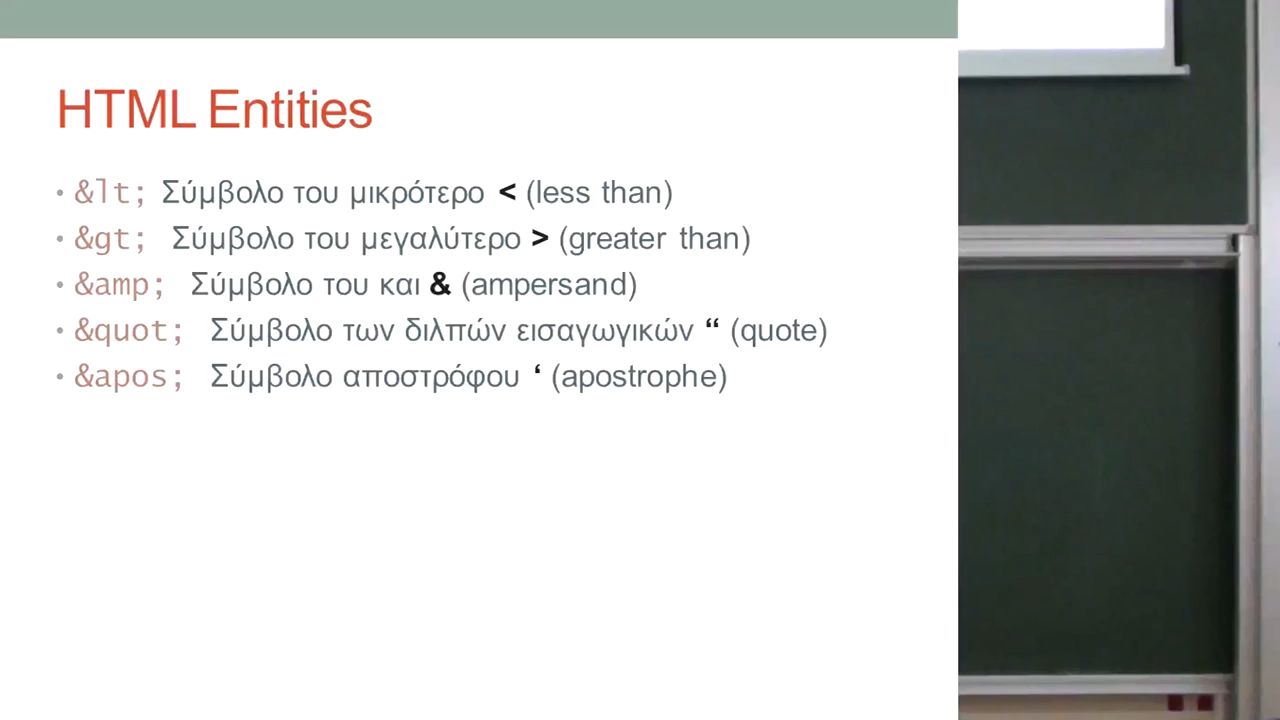 HTML Entities
• &lt; Σύμβολο του μικρότερο < (less than)
• &gt; Σύμβολο του μεγαλύτερο > (greater than)
• &amp; Σύμβολο του και & (ampersand)
• &quot; Σύμβολο των διλπών εισαγωγικών “ (quote)
• &apos; Σύμβολο αποστρόφου ‘ (apostrophe)